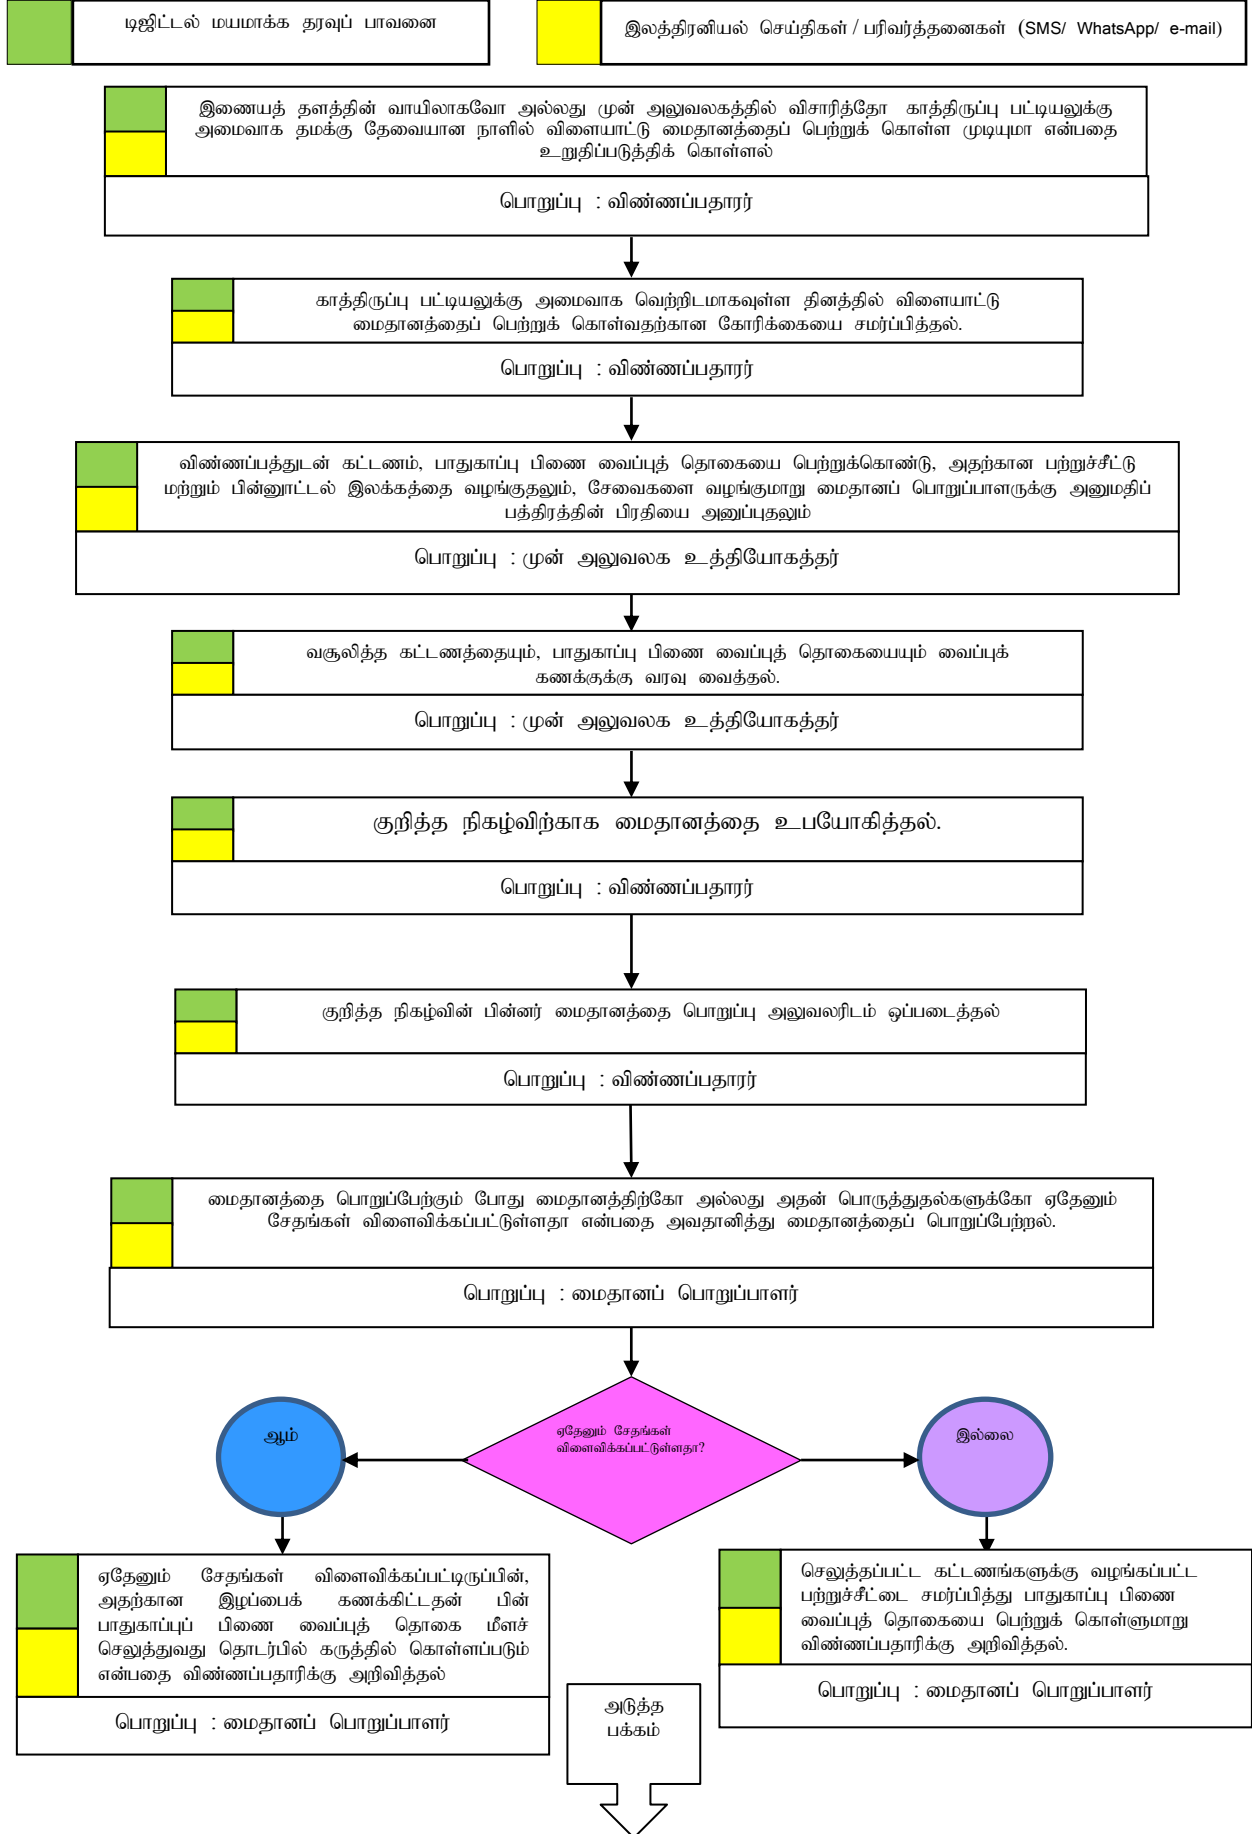 டிஜிட்டல் மயமாக்க தரவுப் பாவனை
இலத்திரனியல் செய்திகள் / பரிவர்த்தனைகள் (SMS/ WhatsApp/ e-mail)
இணையத் தளத்தின் வாயிலாகவோ அல்லது முன் அலுவலகத்தில் விசாரித்தோ காத்திருப்பு பட்டியலுக்கு
அமைவாக தமக்கு தேவையான நாளில் விளையாட்டு மைதானத்தைப் பெற்றுக் கொள்ள முடியுமா என்பதை
உறுதிப்படுத்திக் கொள்ளல்
பொறுப்பு : விண்ணப்பதாரர்
காத்திருப்பு பட்டியலுக்கு அமைவாக வெற்றிடமாகவுள்ள தினத்தில் விளையாட்டு
மைதானத்தைப் பெற்றுக் கொள்வதற்கான கோரிக்கையை சமர்ப்பித்தல்.
பொறுப்பு : விண்ணப்பதாரர்
விண்ணப்பத்துடன் கட்டணம், பாதுகாப்பு பிணை வைப்புத் தொகையை பெற்றுக்கொண்டு, அதற்கான பற்றுச்சீட்டு
மற்றும் பின்னூட்டல் இலக்கத்தை வழங்குதலும், சேவைகளை வழங்குமாறு மைதானப் பொறுப்பாளருக்கு அனுமதிப்
பத்திரத்தின் பிரதியை அனுப்புதலும்
பொறுப்பு : முன் அலுவலக உத்தியோகத்தர்
வசூலித்த கட்டணத்தையும், பாதுகாப்பு பிணை வைப்புத் தொகையையும் வைப்புக்
கணக்குக்கு வரவு வைத்தல்.
பொறுப்பு : முன் அலுவலக உத்தியோகத்தர்
குறித்த நிகழ்விற்காக மைதானத்தை உபயோகித்தல்.
பொறுப்பு : விண்ணப்பதாரர்
குறித்த நிகழ்வின் பின்னர் மைதானத்தை பொறுப்பு அலுவலரிடம் ஒப்படைத்தல்
பொறுப்பு : விண்ணப்பதாரர்
மைதானத்தை பொறுப்பேற்கும் போது மைதானத்திற்கோ அல்லது அதன் பொருத்துதல்களுக்கோ ஏதேனும்
சேதங்கள் விளைவிக்கப்பட்டுள்ளதா என்பதை அவதானித்து மைதானத்தைப் பொறுப்பேற்றல்.
பொறுப்பு : மைதானப் பொறுப்பாளர்
ஏதேனும் சேதங்கள்
விளைவிக்கப்பட்டுள்ளதா?
ஆம்
இல்லை
ஏதேனும் சேதங்கள் விளைவிக்கப்பட்டிருப்பின்,
அதற்கான இழப்பைக் கணக்கிட்டதன் பின்
பாதுகாப்புப் பிணை வைப்புத் தொகை மீளச்
செலுத்துவது தொடர்பில் கருத்தில் கொள்ளப்படும்
என்பதை விண்ணப்பதாரிக்கு அறிவித்தல்
பொறுப்பு : மைதானப் பொறுப்பாளர்
செலுத்தப்பட்ட கட்டணங்களுக்கு வழங்கப்பட்ட
பற்றுச்சீட்டை சமர்ப்பித்து பாதுகாப்பு பிணை
வைப்புத் தொகையை பெற்றுக் கொள்ளுமாறு
விண்ணப்பதாரிக்கு அறிவித்தல்.
பொறுப்பு : மைதானப் பொறுப்பாளர்
அடுத்த
பக்கம்